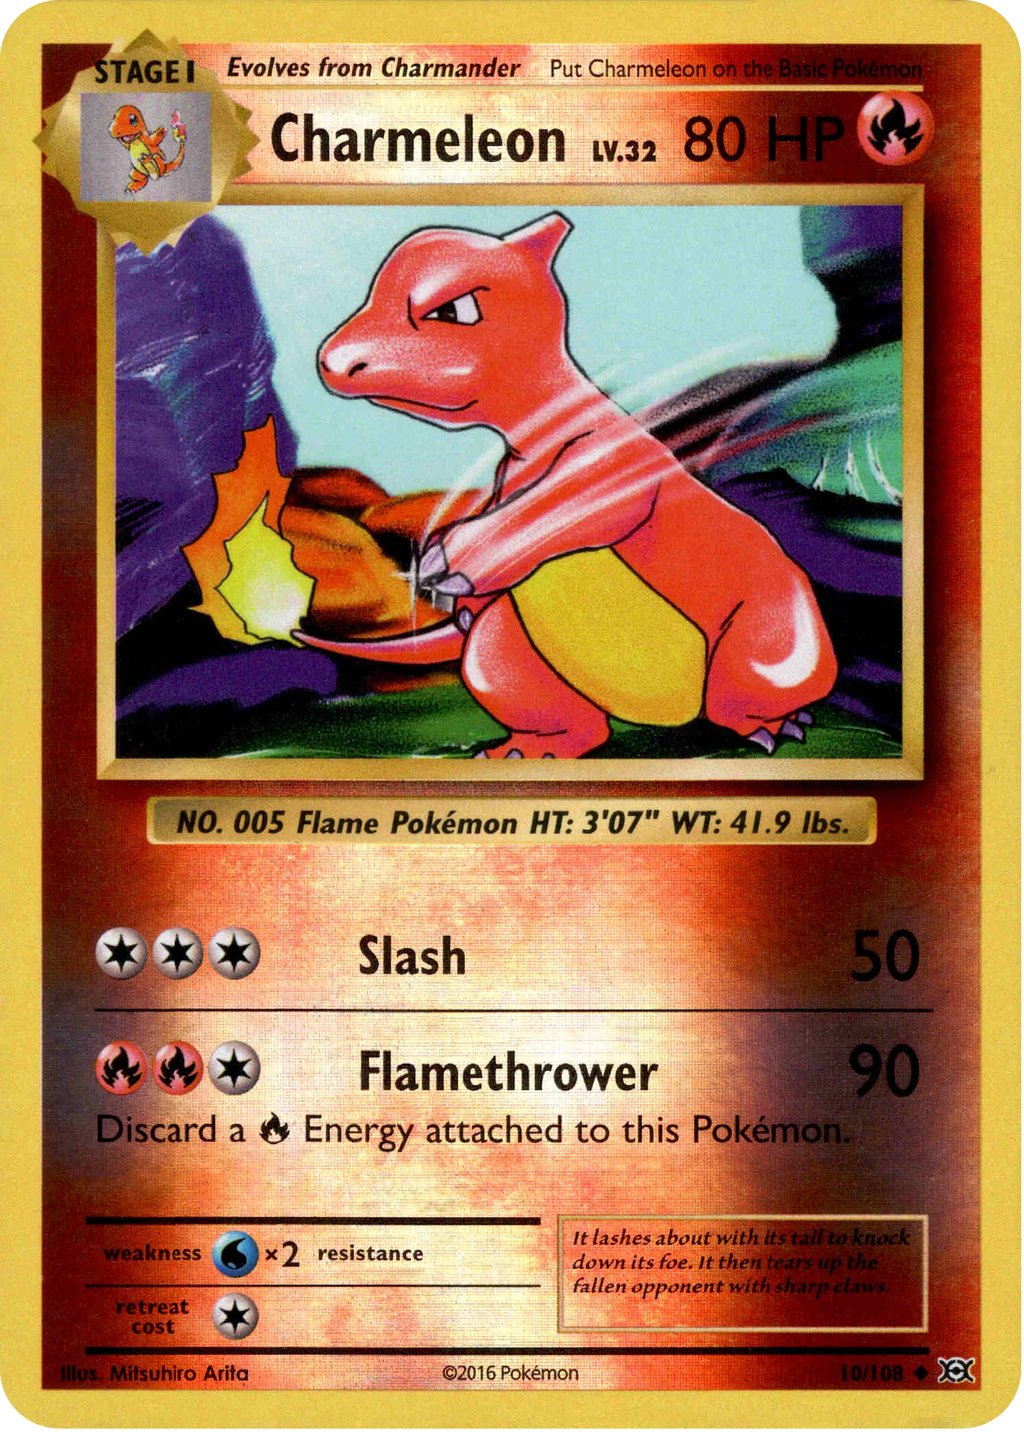 STAGE 1 Evolves from Charmander Put Charmeleon on the Basic Pokémon
Charmeleon LV.32 80 HP
NO. 005 Flame Pokémon HT: 3'07" WT: 41.9 lbs.
Slash 50
Flamethrower 90
Discard a Energy attached to this Pokémon.
weakness ×2 resistance
retreat
cost
It lashes about with its tail to knock
down its foe. It then tears up the
fallen opponent with sharp claws.
Illus. Mitsuhiro Arita ©2016 Pokémon 10/108